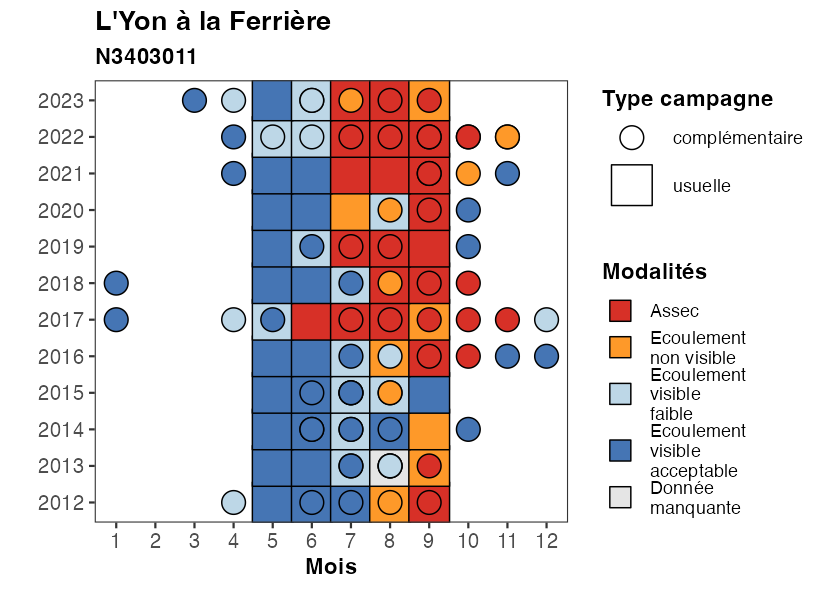 L'Yon à la Ferrière
N3403011
2023
2022
2021
2020
2019
2018
2017
2016
2015
2014
2013
2012
1 2 3 4 5 6 7 8 9 10 11 12
Mois
Type campagne
complémentaire
usuelle
Modalités
Assec
Ecoulement
non visible
Ecoulement
visible
faible
Ecoulement
visible
acceptable
Donnée
manquante